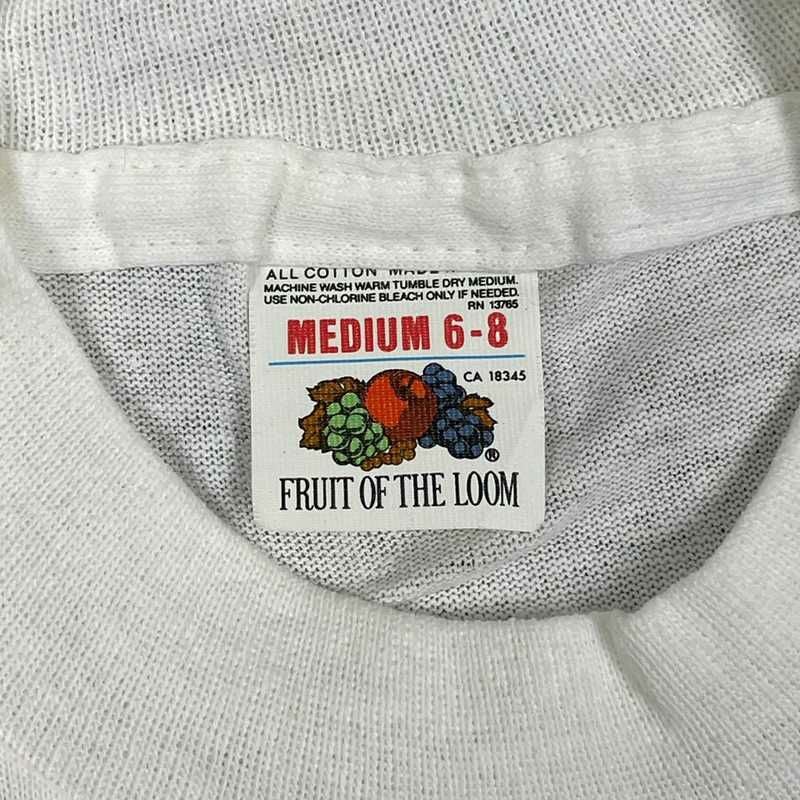 ALL COTTON MADE
MACHINE WASH WARM TUMBLE DRY MEDIUM.
USE NON-CHLORINE BLEACH ONLY IF NEEDED.
RN 13765
MEDIUM 6-8
CA 18345
®
FRUIT OF THE LOOM